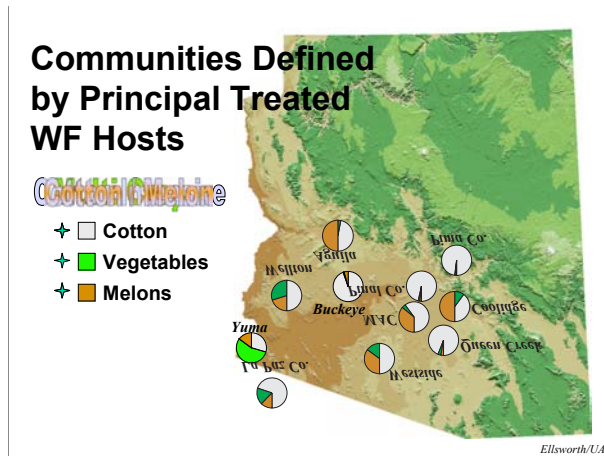 Communities Defined
by Principal Treated
WF Hosts
Cotton
Vegetables
Melons
Aguila
Pima Co.
Wellton
Pinal Co.
Buckeye
Coolidge
MAC
Yuma
Queen Creek
La Paz Co.
Westside
Ellsworth/UA